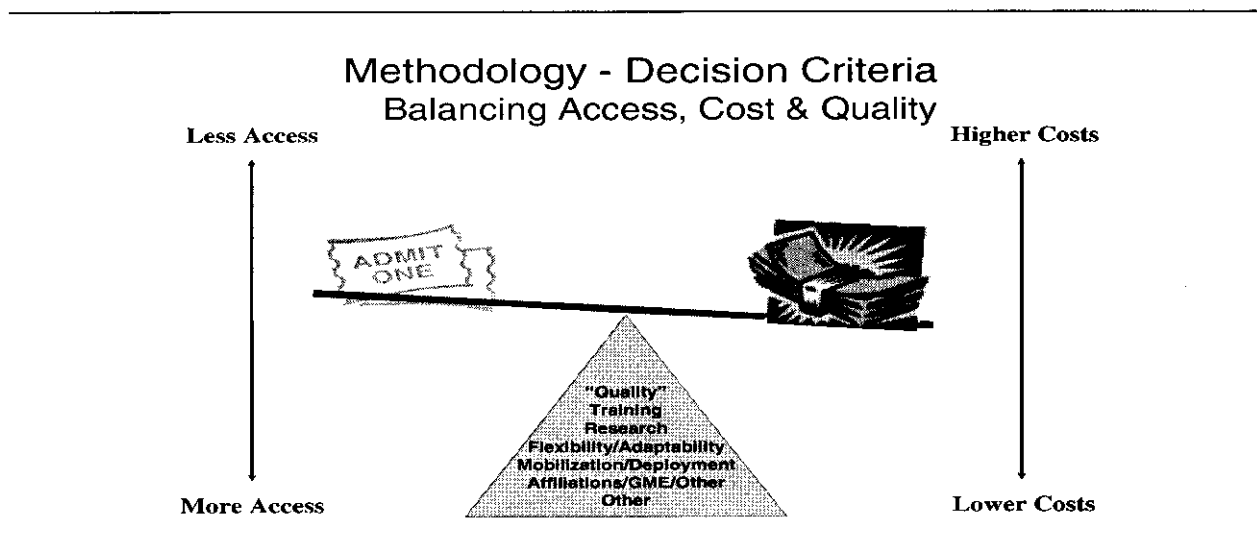 Methodology - Decision Criteria
Balancing Access, Cost & Quality
Less Access
Higher Costs
ADMIT
ONE
"Quality"
Training
Research
Flexibility/Adaptability
Mobilization/Deployment
Affiliations/GME/Other
Other
More Access
Lower Costs